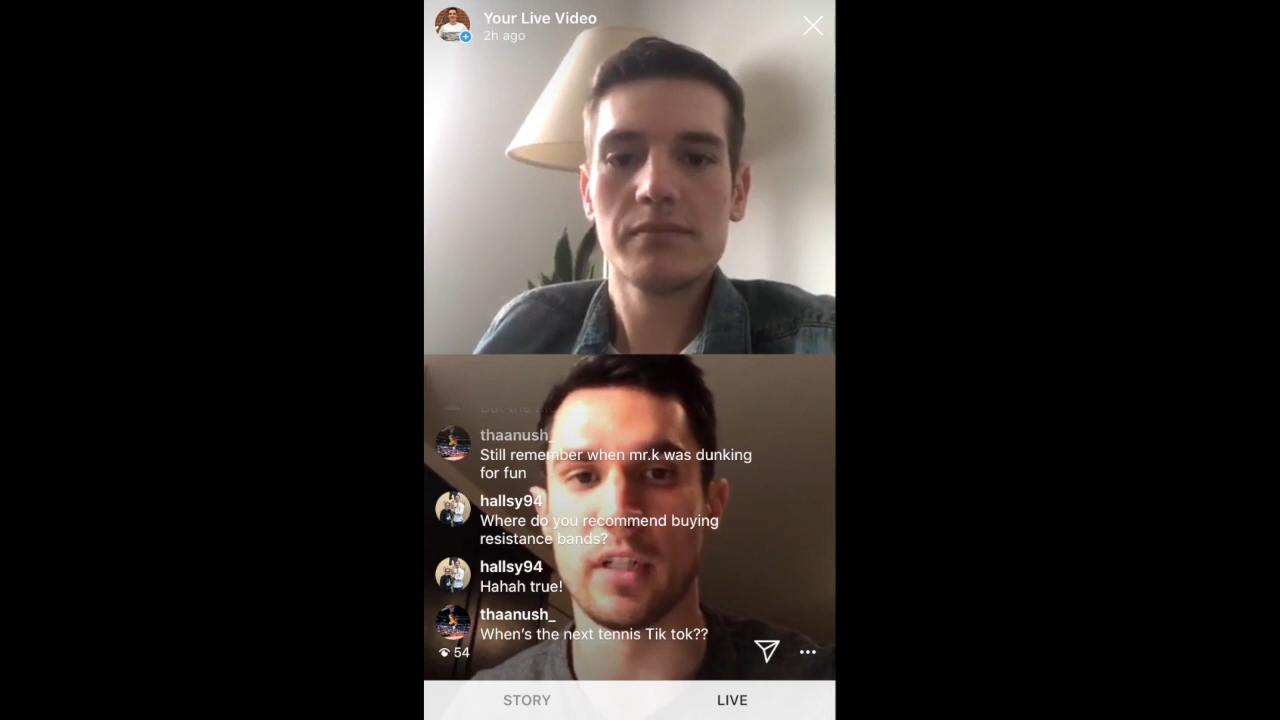 Your Live Video
2h ago
thaanush_
Still remember when mr.k was dunking
for fun
hallsy94
Where do you recommend buying
resistance bands?
hallsy94
Hahah true!
thaanush_
When's the next tennis Tik tok??
54
STORY LIVE